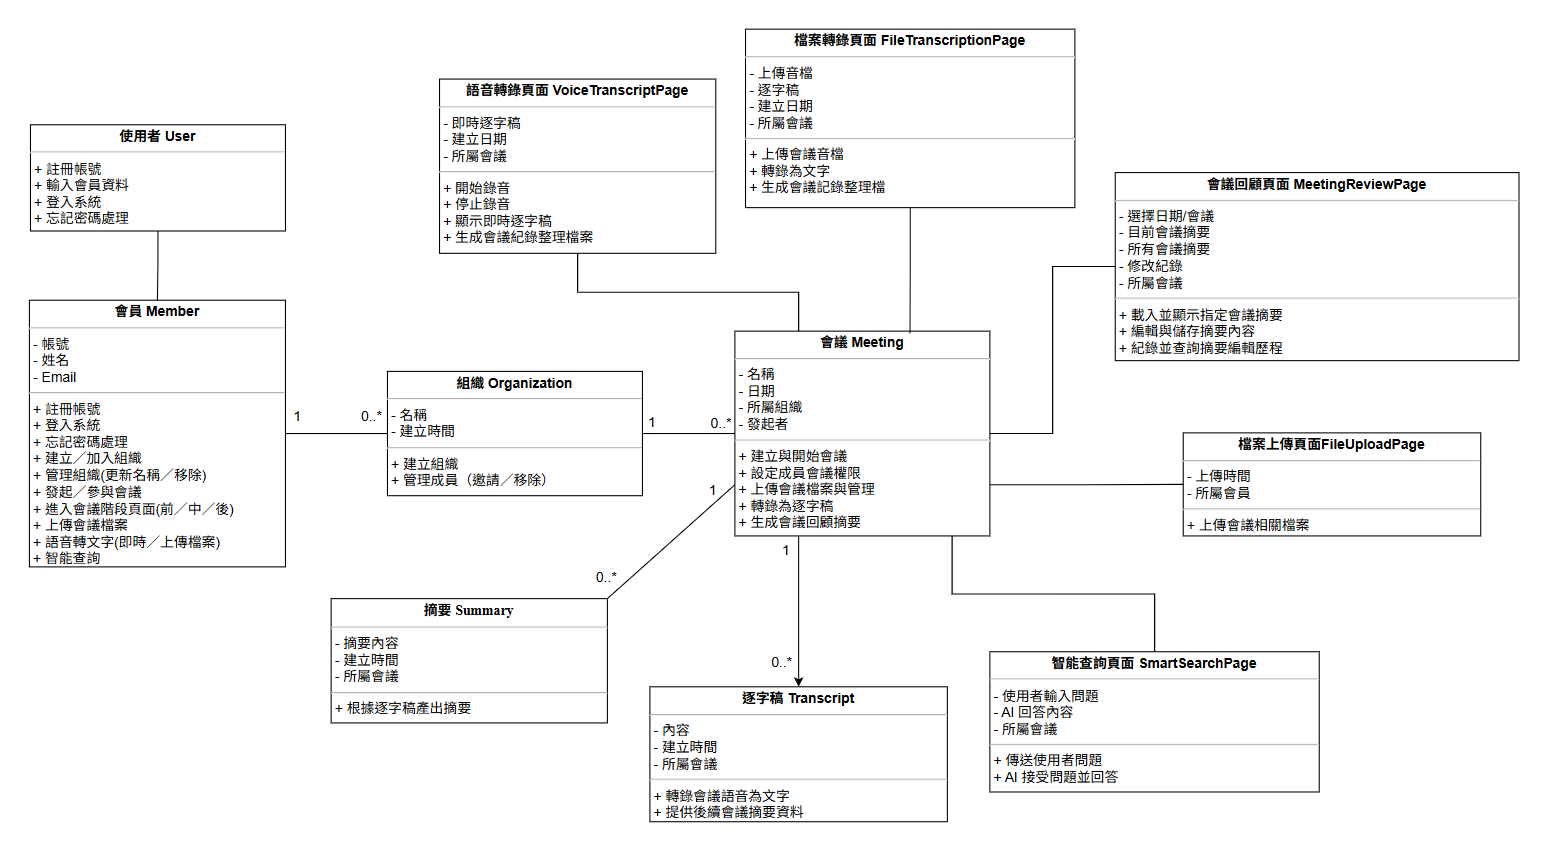 檔案轉錄頁面 FileTranscriptionPage
- 上傳音檔
- 逐字稿
- 建立日期
- 所屬會議
+ 上傳會議音檔
+ 轉錄為文字
+ 生成會議記錄整理檔
語音轉錄頁面 VoiceTranscriptPage
- 即時逐字稿
- 建立日期
- 所屬會議
+ 開始錄音
+ 停止錄音
+ 顯示即時逐字稿
+ 生成會議紀錄整理檔案
使用者 User
+ 註冊帳號
+ 輸入會員資料
+ 登入系統
+ 忘記密碼處理
會議回顧頁面 MeetingReviewPage
- 選擇日期/會議
- 目前會議摘要
- 所有會議摘要
- 修改紀錄
- 所屬會議
+ 載入並顯示指定會議摘要
+ 編輯與儲存摘要內容
+ 紀錄並查詢摘要編輯歷程
會員 Member
- 帳號
- 姓名
- Email
+ 註冊帳號
+ 登入系統
+ 忘記密碼處理
+ 建立／加入組織
+ 管理組織(更新名稱／移除)
+ 發起／參與會議
+ 進入會議階段頁面(前／中／後)
+ 上傳會議檔案
+ 語音轉文字(即時／上傳檔案)
+ 智能查詢
1
0..*
組織 Organization
- 名稱
- 建立時間
+ 建立組織
+ 管理成員（邀請／移除）
1
0..*
會議 Meeting
- 名稱
- 日期
- 所屬組織
- 發起者
+ 建立與開始會議
+ 設定成員會議權限
+ 上傳會議檔案與管理
+ 轉錄為逐字稿
+ 生成會議回顧摘要
檔案上傳頁面FileUploadPage
- 上傳時間
- 所屬會員
+ 上傳會議相關檔案
1
0..*
摘要 Summary
- 摘要內容
- 建立時間
- 所屬會議
+ 根據逐字稿產出摘要
1
0..*
逐字稿 Transcript
- 內容
- 建立時間
- 所屬會議
+ 轉錄會議語音為文字
+ 提供後續會議摘要資料
智能查詢頁面 SmartSearchPage
- 使用者輸入問題
- AI 回答內容
- 所屬會議
+ 傳送使用者問題
+ AI 接受問題並回答